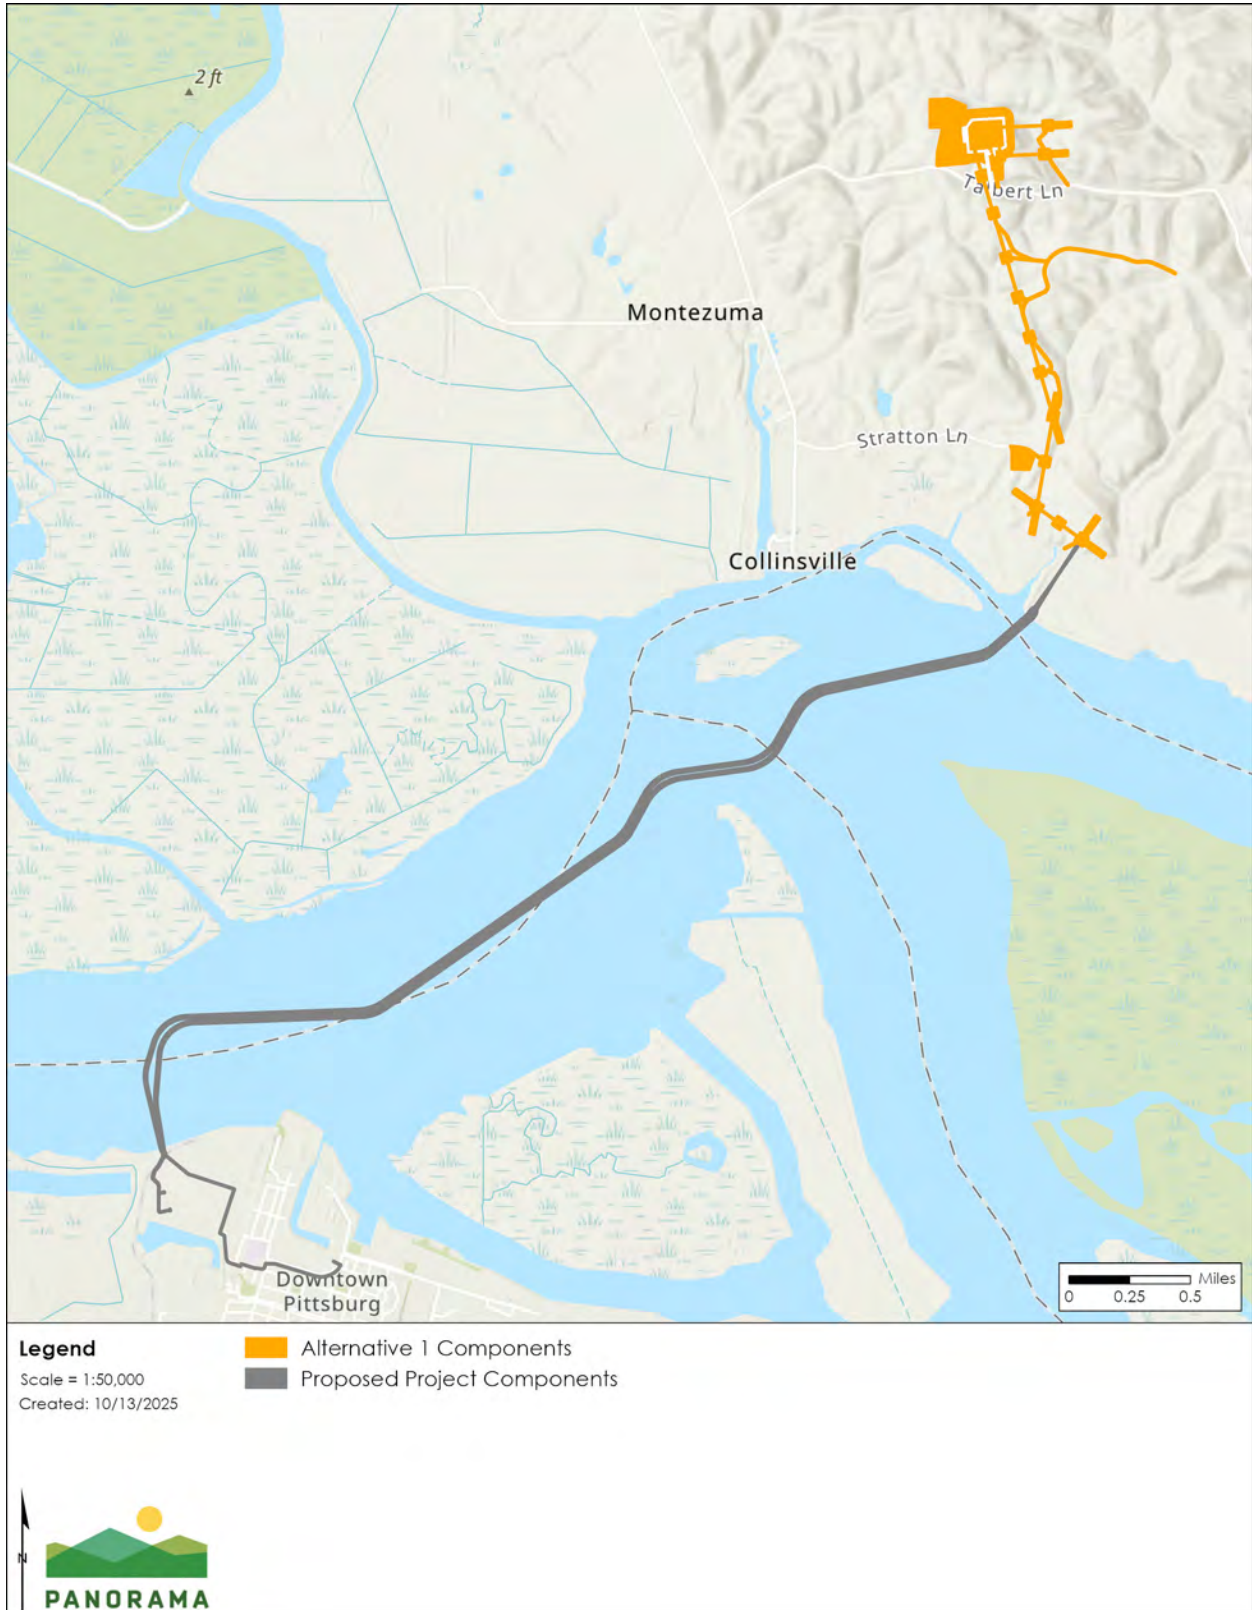 2 ft
Talbert Ln
Montezuma
Stratton Ln
Collinsville
Downtown
Pittsburg
Miles
0 0.25 0.5
Legend
Scale = 1:50,000
Created: 10/13/2025
Alternative 1 Components
Proposed Project Components
N
PANORAMA